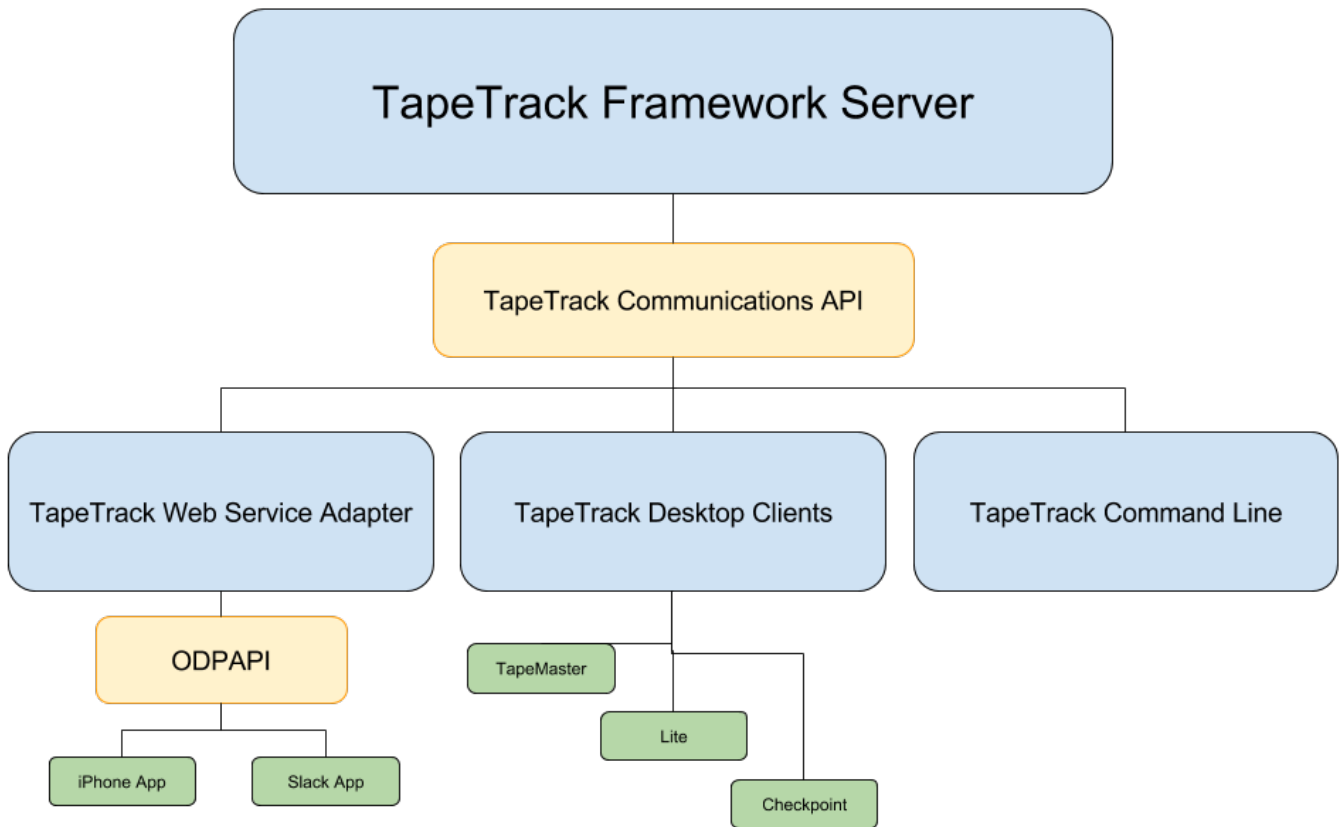 TapeTrack Framework Server
TapeTrack Communications API
TapeTrack Web Service Adapter
TapeTrack Desktop Clients
TapeTrack Command Line
ODPAPI
TapeMaster
Lite
iPhone App
Slack App
Checkpoint